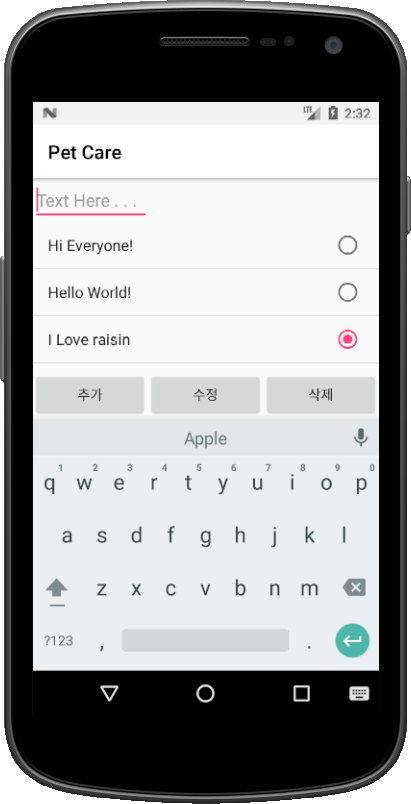 N LTE 2:32
Pet Care
Text Here . . .
Hi Everyone!
Hello World!
I Love raisin
추가 수정 삭제
Apple
1 2 3 4 5 6 7 8 9 0
q w e r t y u i o p
a s d f g h j k l
z x c v b n m
?123 , .